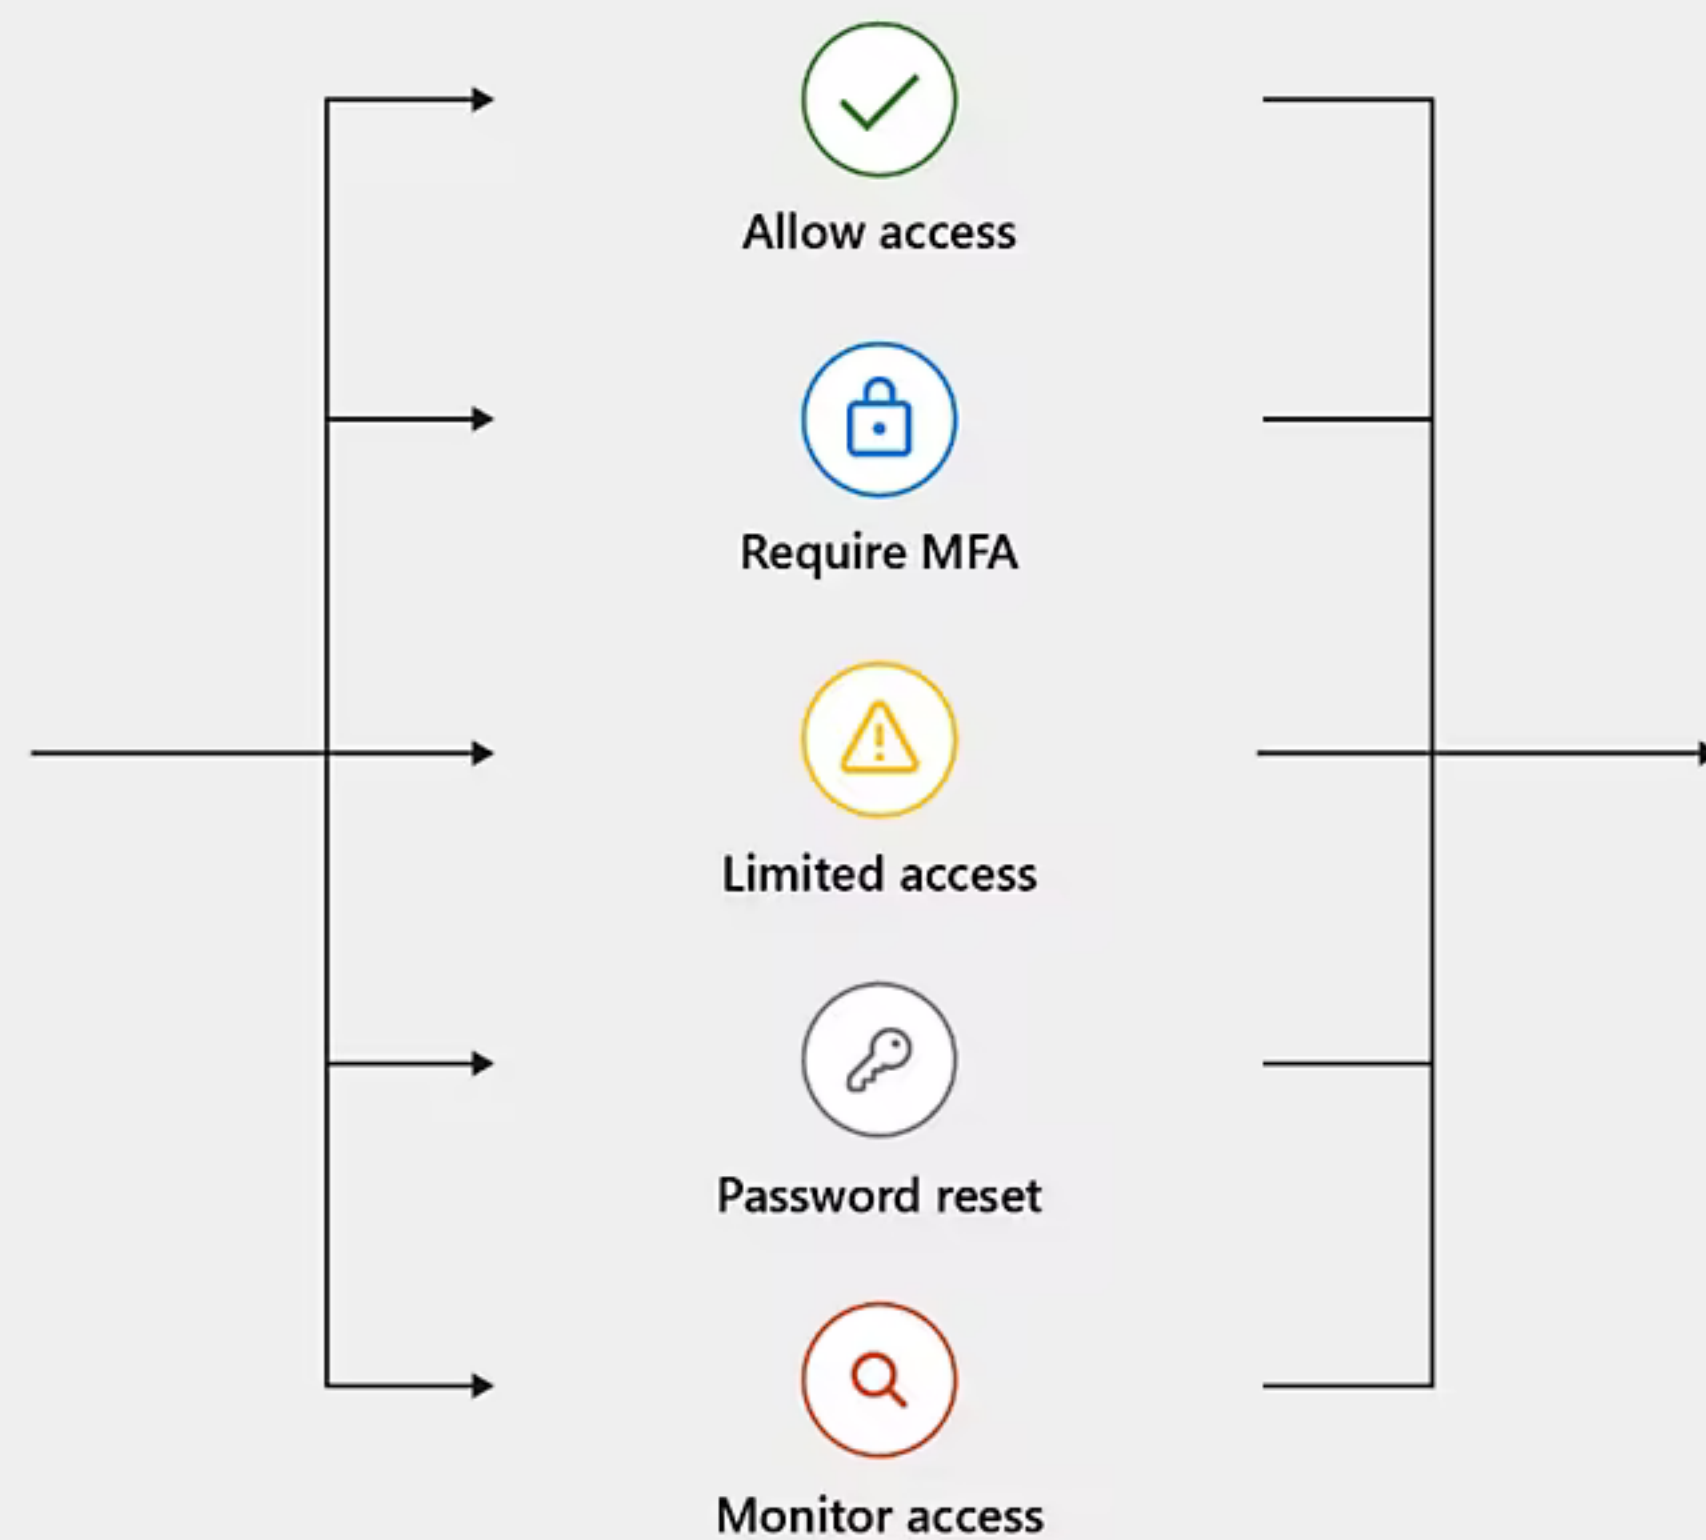 Allow access
Require MFA
Limited access
Password reset
Monitor access